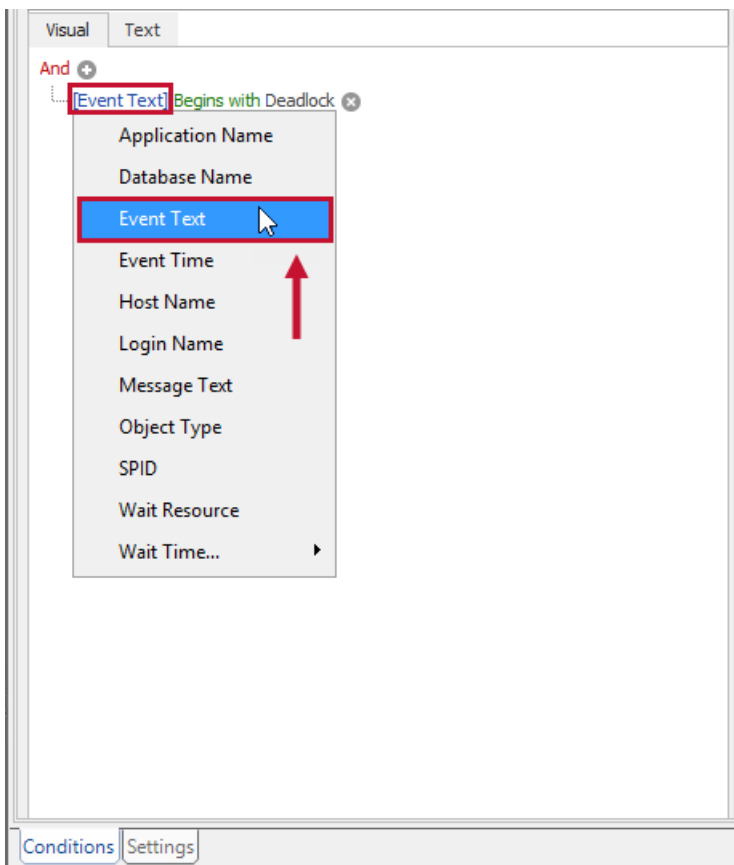 Visual Text
And
[Event Text] Begins with Deadlock
Application Name
Database Name
Event Text
Event Time
Host Name
Login Name
Message Text
Object Type
SPID
Wait Resource
Wait Time...
Conditions Settings